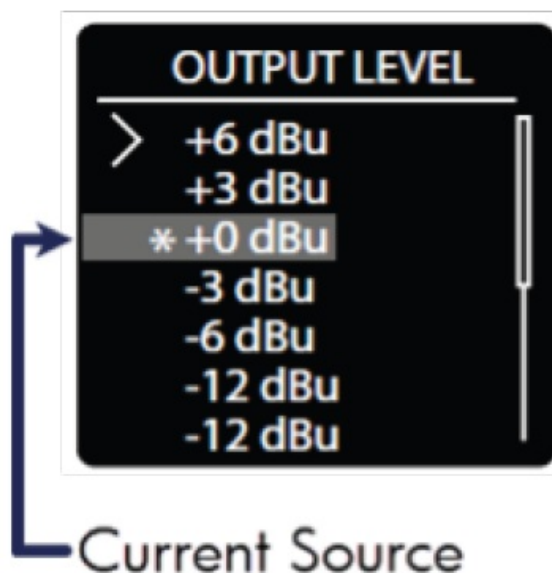 OUTPUT LEVEL
> +6 dBu
+3 dBu
* +0 dBu
-3 dBu
-6 dBu
-12 dBu
-12 dBu
Current Source